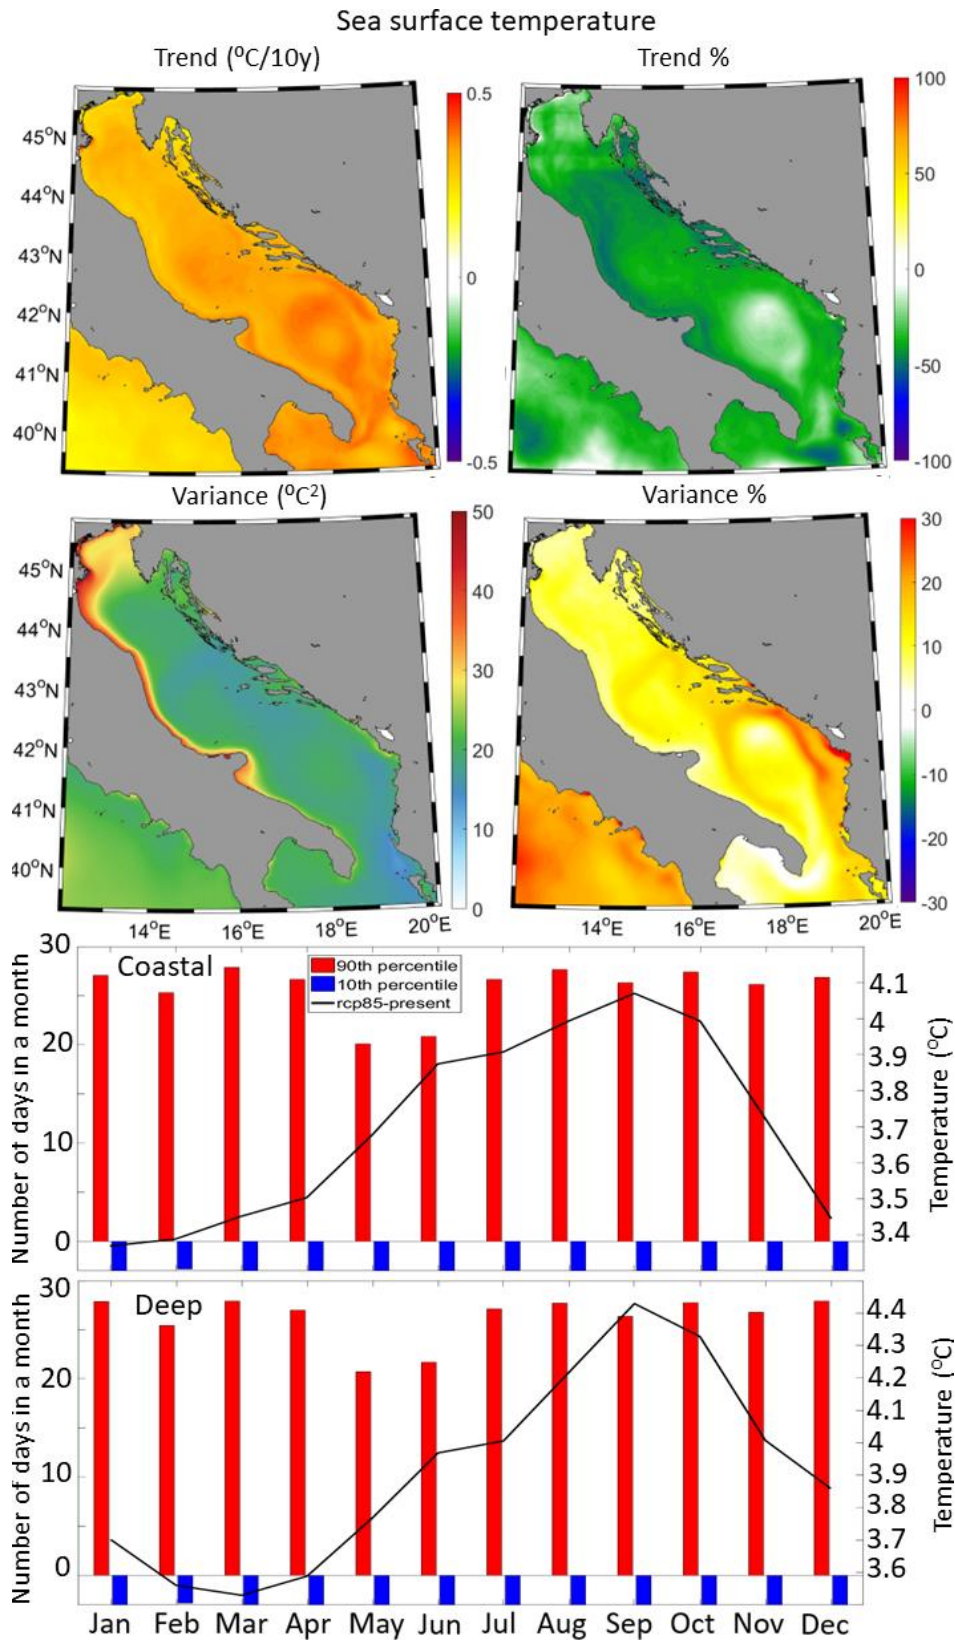 Sea surface temperature
Trend (°C/10y)
Trend %
45°N
44°N
43°N
42°N
41°N
40°N
0.5
0
-0.5
100
50
0
-50
-100
Variance (°C²)
Variance %
45°N
44°N
43°N
42°N
41°N
40°N
14°E
16°E
18°E
20°E
50
40
30
20
10
0
14°E
16°E
18°E
20°E
30
20
10
0
-10
-20
-30
Coastal
90th percentile
10th percentile
rcp85-present
Number of days in a month
30
20
10
0
4.1
4
3.9
3.8
3.7
3.6
3.5
3.4
Temperature (°C)
Deep
Number of days in a month
30
20
10
0
4.4
4.3
4.2
4.1
4
3.9
3.8
3.7
3.6
Temperature (°C)
Jan Feb Mar Apr May Jun Jul Aug Sep Oct Nov Dec